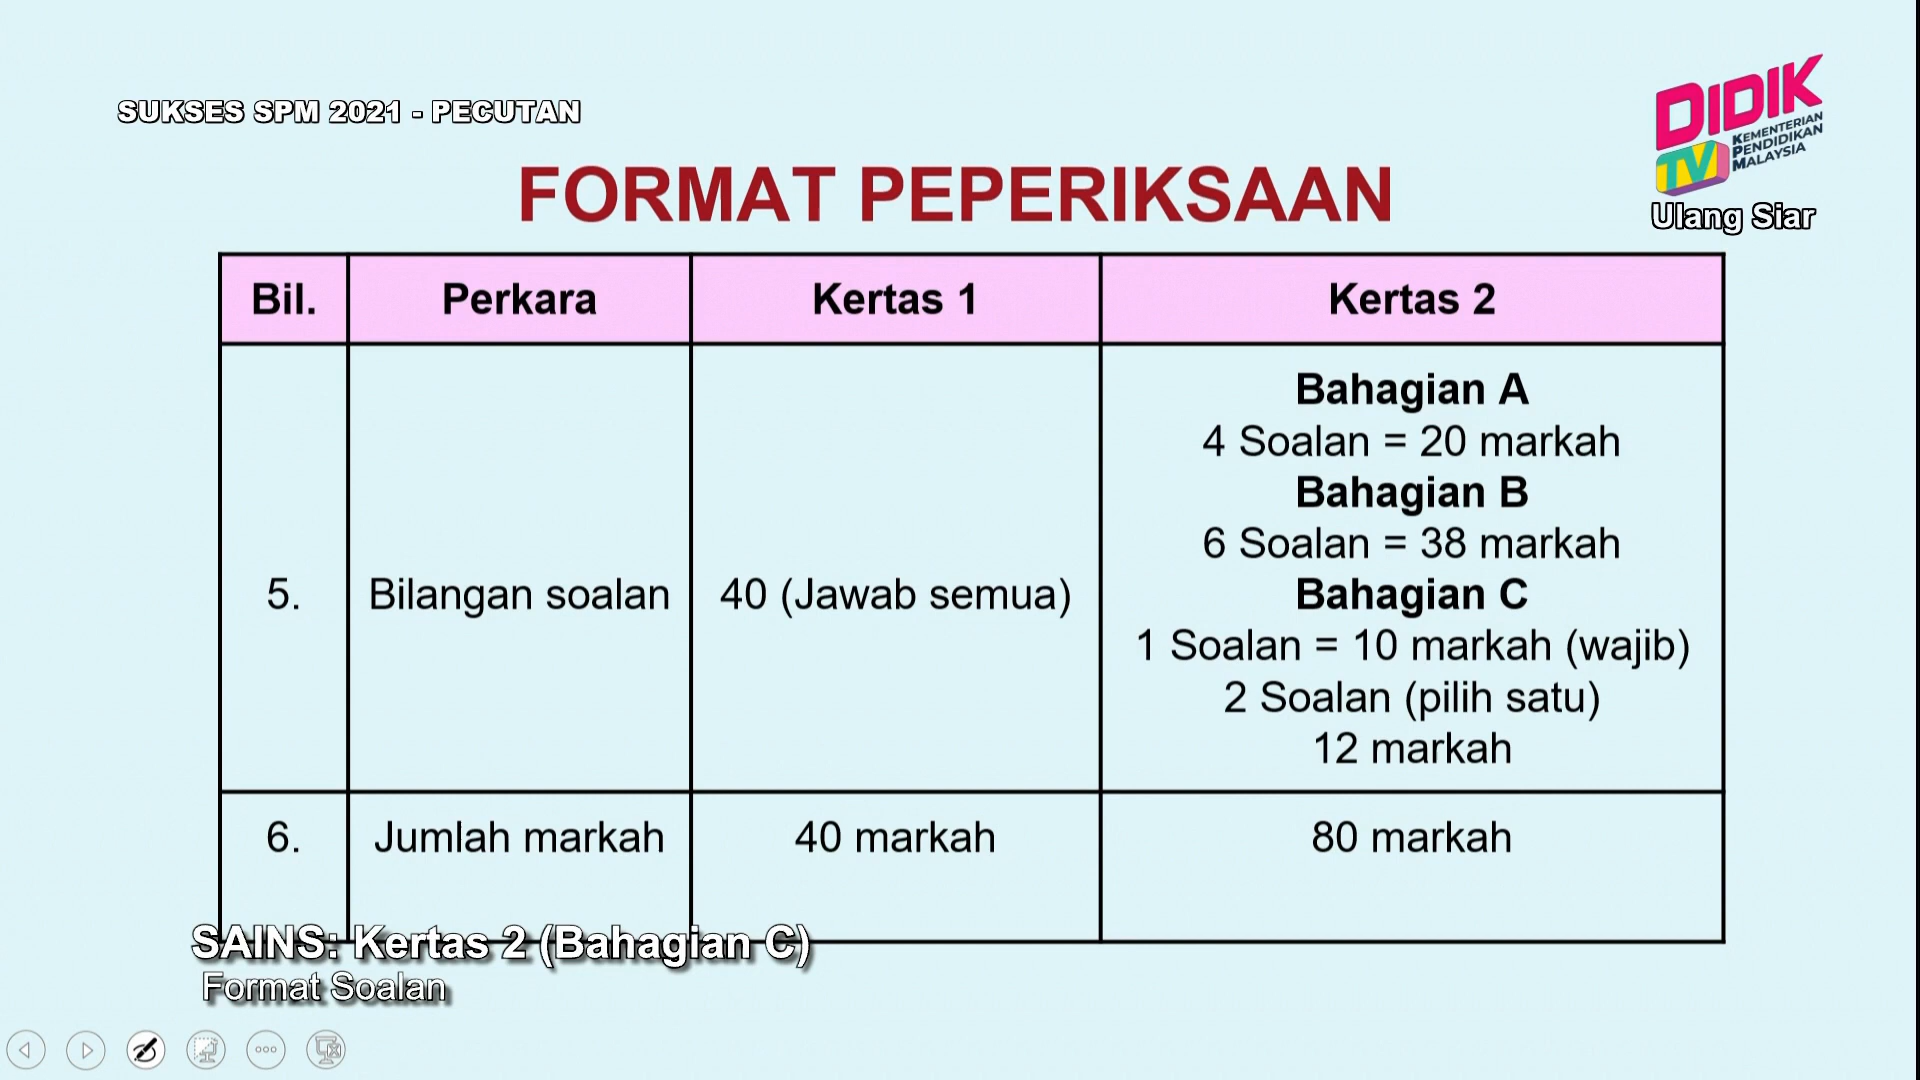 SUKSES SPM 2021 - PECUTAN
DIDIK
TV
KEMENTERIAN
PENDIDIKAN
MALAYSIA
Ulang Siar
FORMAT PEPERIKSAAN
Bil. Perkara Kertas 1 Kertas 2
5. Bilangan soalan 40 (Jawab semua)
Bahagian A
4 Soalan = 20 markah
Bahagian B
6 Soalan = 38 markah
Bahagian C
1 Soalan = 10 markah (wajib)
2 Soalan (pilih satu)
12 markah
6. Jumlah markah 40 markah 80 markah
SAINS: Kertas 2 (Bahagian C)
Format Soalan